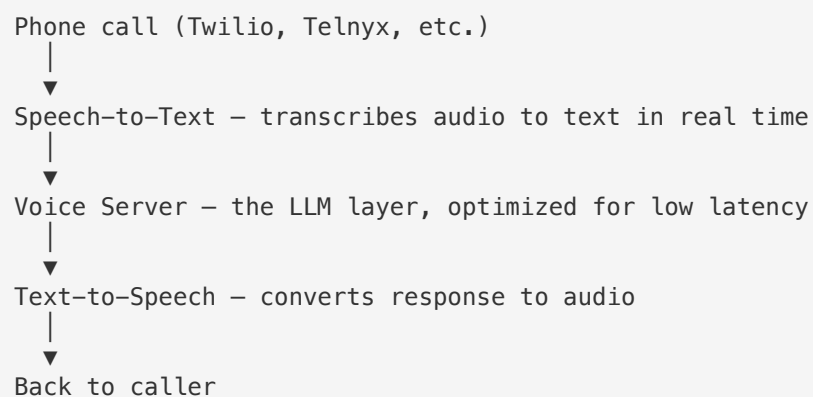 Phone call (Twilio, Telnyx, etc.)
│
▼
Speech-to-Text — transcribes audio to text in real time
│
▼
Voice Server — the LLM layer, optimized for low latency
│
▼
Text-to-Speech — converts response to audio
│
▼
Back to caller